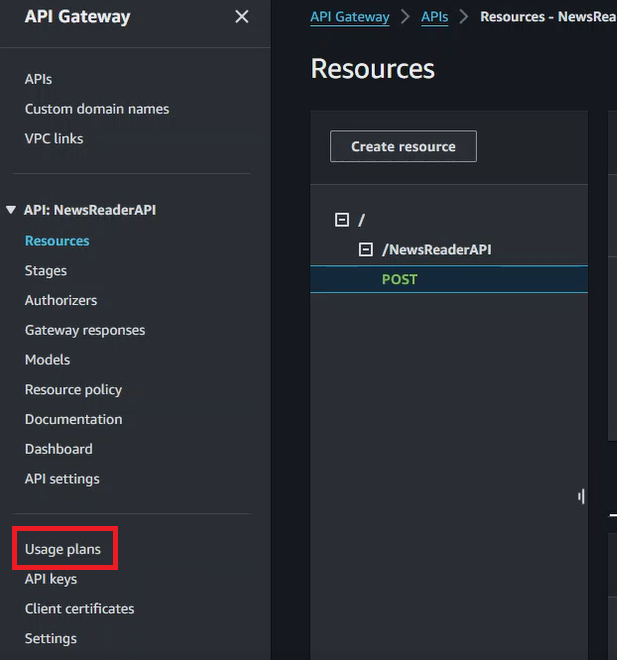 API Gateway
APIs
Custom domain names
VPC links
API: NewsReaderAPI
Resources
Stages
Authorizers
Gateway responses
Models
Resource policy
Documentation
Dashboard
API settings
Usage plans
API keys
Client certificates
Settings
API Gateway > APIs > Resources - NewsRea
Resources
Create resource
/
/NewsReaderAPI
POST